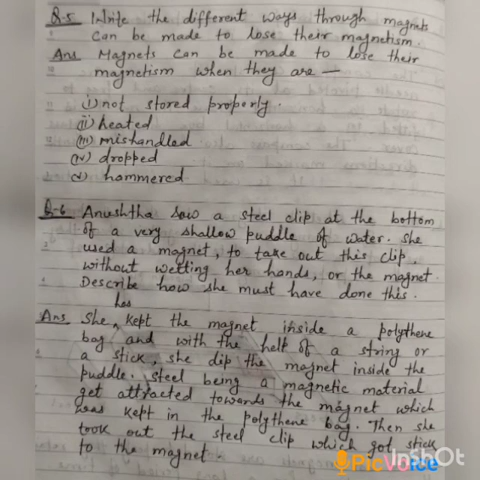 Q-5 Write the different ways through magnets
can be made to lose their magnetism.
Ans Magnets can be made to lose their
magnetism when they are —
i) not stored properly.
(ii) heated
(iii) mishandled
(iv) dropped
(v) hammered
Q-6 Anushtha saw a steel clip at the bottom
of a very shallow puddle of water. She
used a magnet, to take out this clip,
without wetting her hands, or the magnet.
Describe how she must have done this.
has
Ans She kept the magnet inside a polythene
bag and with the help of a string or
a stick, she dip the magnet inside the
puddle. Steel being a magnetic material
get attracted towards the magnet which
was kept in the polythene bag. Then she
took out the steel clip which got stick
to the magnet.
InShOt
PicVoice